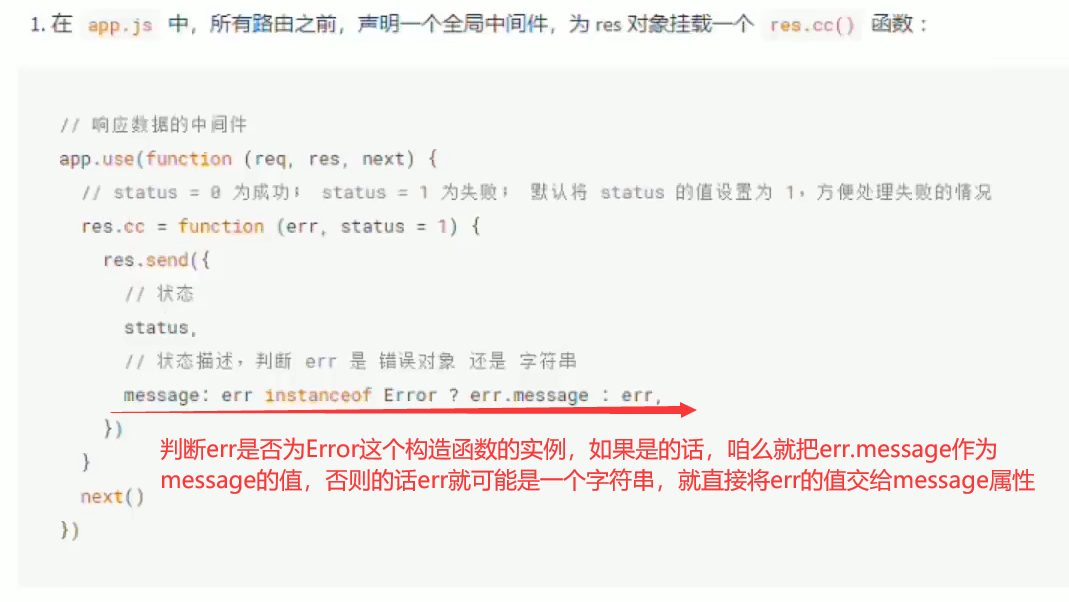 1. 在 app.js 中，所有路由之前，声明一个全局中间件，为 res 对象挂载一个 res.cc() 函数：
// 响应数据的中间件
app.use(function (req, res, next) {
// status = 0 为成功； status = 1 为失败； 默认将 status 的值设置为 1，方便处理失败的情况
res.cc = function (err, status = 1) {
res.send({
// 状态
status,
// 状态描述，判断 err 是 错误对象 还是 字符串
message: err instanceof Error ? err.message : err,
})
判断err是否为Error这个构造函数的实例，如果是的话，咱么就把err.message作为
}
message的值，否则的话err就可能是一个字符串，就直接将err的值交给message属性
next()
})